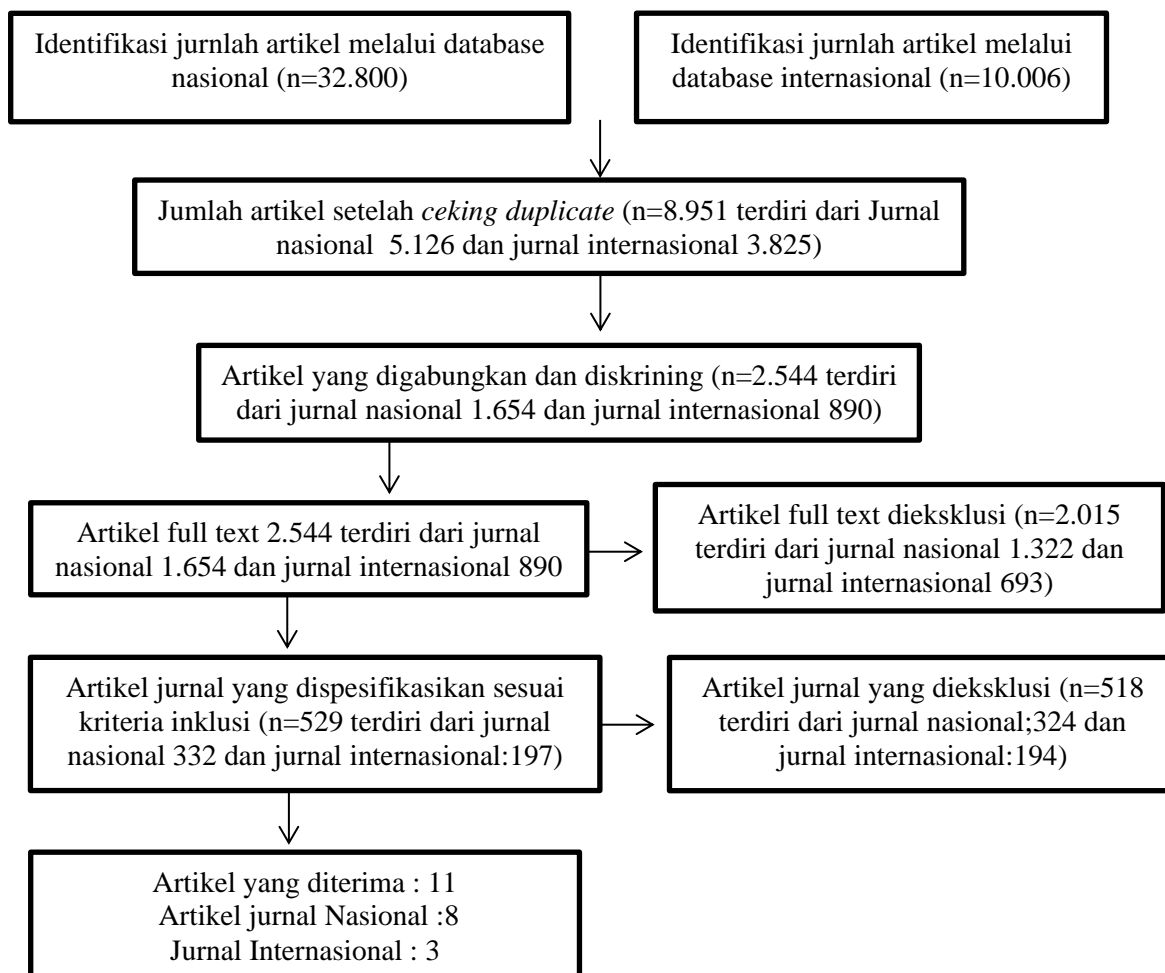 Identifikasi jurnlah artikel melalui database
nasional (n=32.800)
Identifikasi jurnlah artikel melalui
database internasional (n=10.006)
Jumlah artikel setelah ceking duplicate (n=8.951 terdiri dari Jurnal
nasional 5.126 dan jurnal internasional 3.825)
Artikel yang digabungkan dan diskrining (n=2.544 terdiri
dari jurnal nasional 1.654 dan jurnal internasional 890)
Artikel full text 2.544 terdiri dari jurnal
nasional 1.654 dan jurnal internasional 890
Artikel full text dieksklusi (n=2.015
terdiri dari jurnal nasional 1.322 dan
jurnal internasional 693)
Artikel jurnal yang dispesifikasikan sesuai
kriteria inklusi (n=529 terdiri dari jurnal
nasional 332 dan jurnal internasional:197)
Artikel jurnal yang dieksklusi (n=518
terdiri dari jurnal nasional;324 dan
jurnal internasional:194)
Artikel yang diterima : 11
Artikel jurnal Nasional :8
Jurnal Internasional : 3